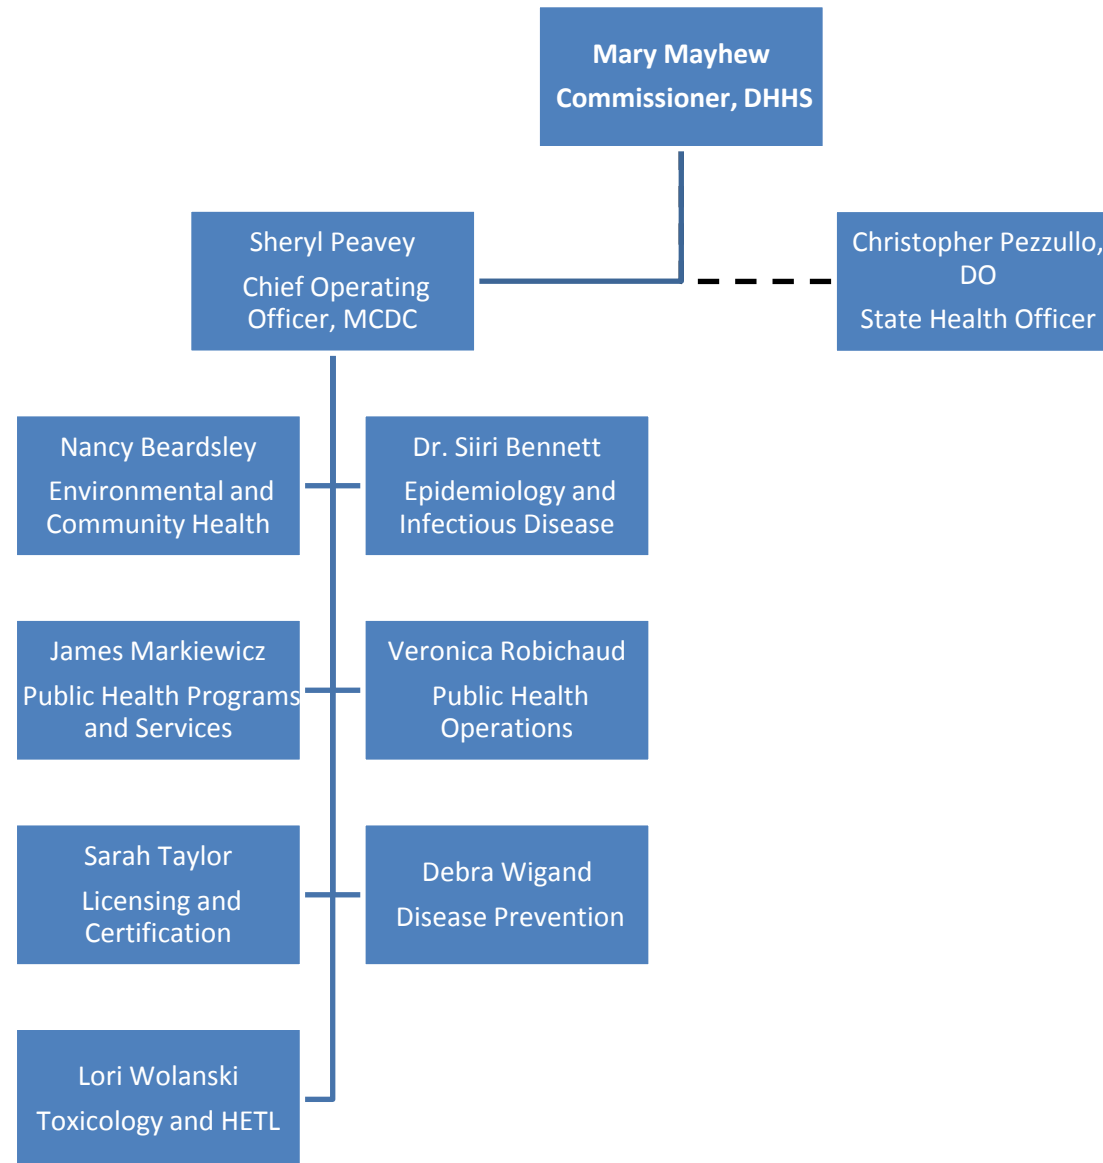 Mary Mayhew
Commissioner, DHHS
Sheryl Peavey
Chief Operating
Officer, MCDC
Christopher Pezzullo,
DO
State Health Officer
Nancy Beardsley
Environmental and
Community Health
Dr. Siiri Bennett
Epidemiology and
Infectious Disease
James Markiewicz
Public Health Programs
and Services
Veronica Robichaud
Public Health
Operations
Sarah Taylor
Licensing and
Certification
Debra Wigand
Disease Prevention
Lori Wolanski
Toxicology and HETL